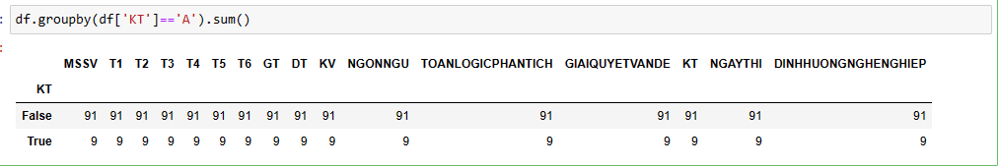 df.groupby(df['KT']=='A').sum()
MSSV T1 T2 T3 T4 T5 T6 GT DT KV NGONNGU TOANLOGICPHANTICH GIAIQUYETVANDE KT NGAYTHI DINHHUONGNGHENGHIEP
KT
False 91 91 91 91 91 91 91 91 91 91 91 91 91 91 91 91
True 9 9 9 9 9 9 9 9 9 9 9 9 9 9 9 9